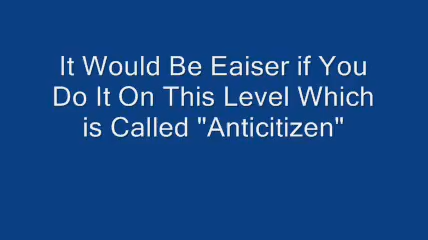 It Would Be Eaiser if You
Do It On This Level Which
is Called "Anticitizen"